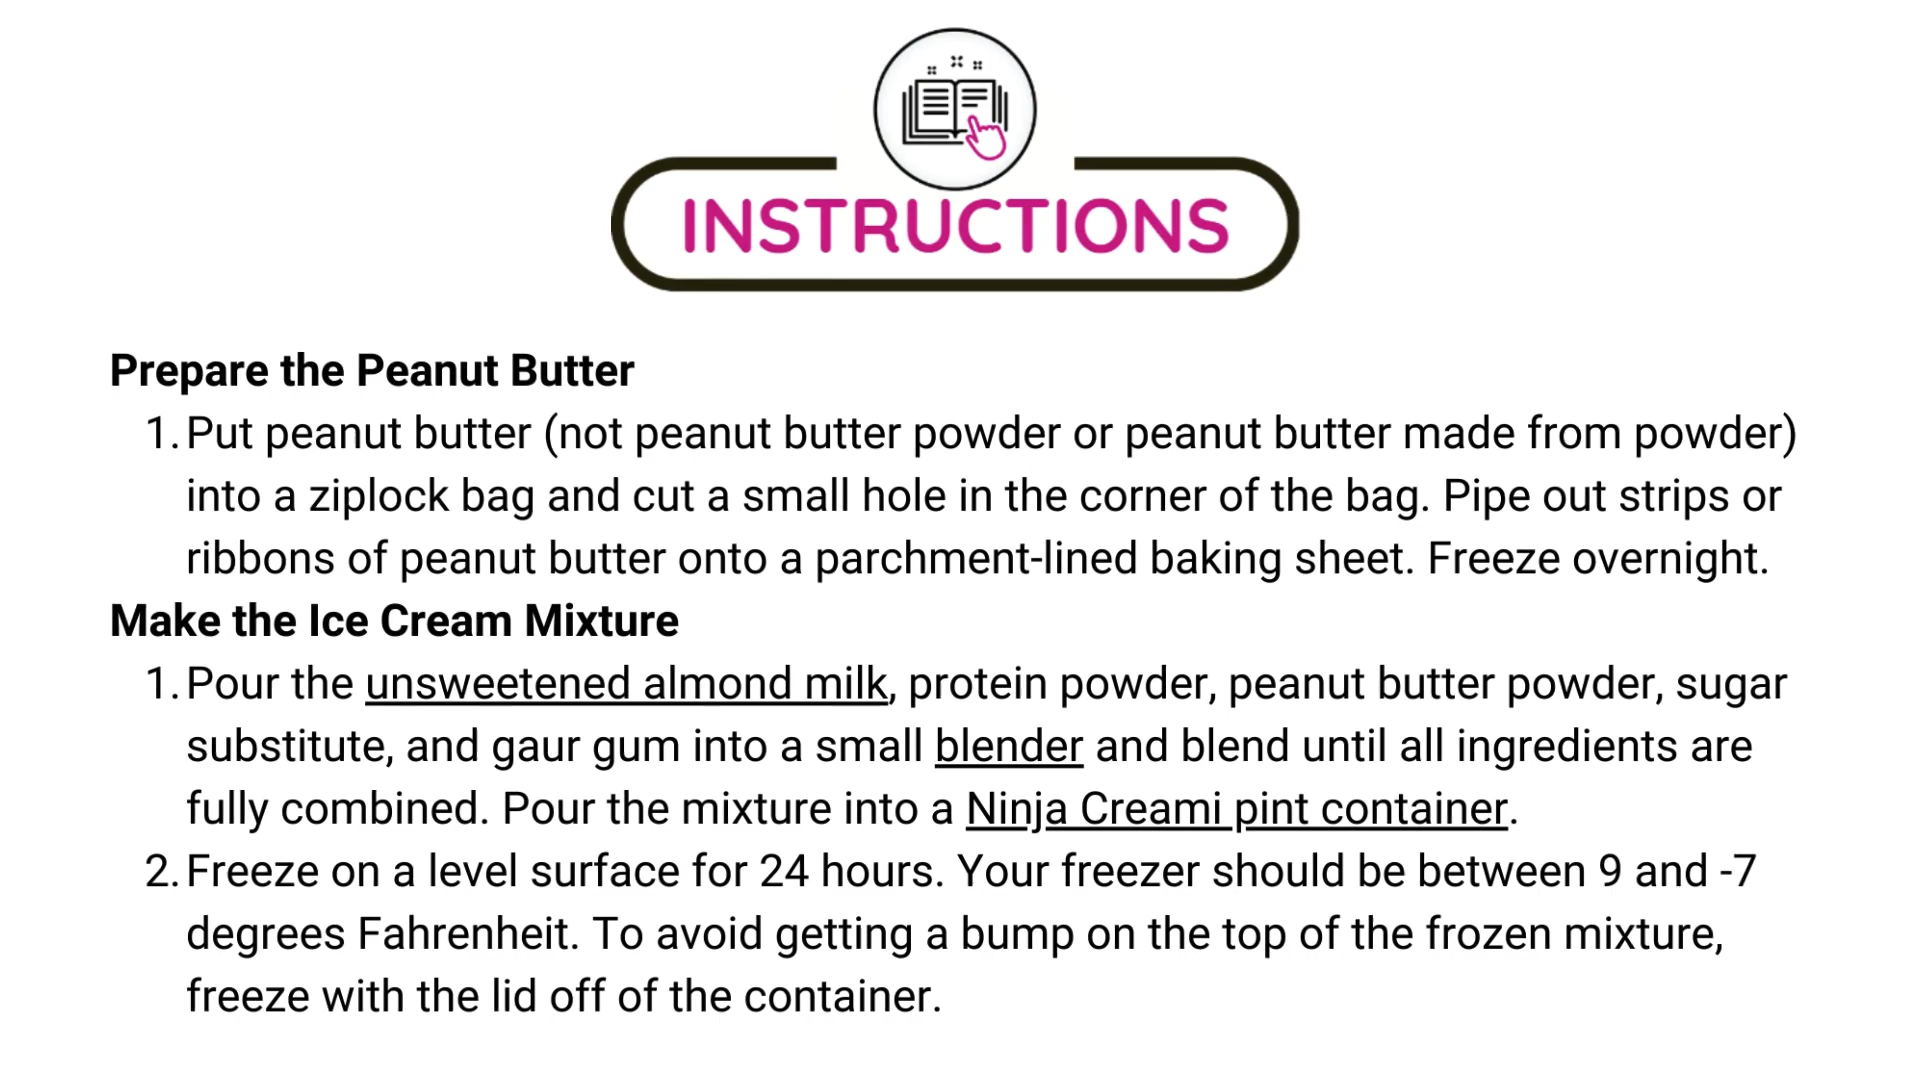 INSTRUCTIONS
Prepare the Peanut Butter
1. Put peanut butter (not peanut butter powder or peanut butter made from powder)
into a ziplock bag and cut a small hole in the corner of the bag. Pipe out strips or
ribbons of peanut butter onto a parchment-lined baking sheet. Freeze overnight.
Make the Ice Cream Mixture
1. Pour the unsweetened almond milk, protein powder, peanut butter powder, sugar
substitute, and gaur gum into a small blender and blend until all ingredients are
fully combined. Pour the mixture into a Ninja Creami pint container.
2. Freeze on a level surface for 24 hours. Your freezer should be between 9 and -7
degrees Fahrenheit. To avoid getting a bump on the top of the frozen mixture,
freeze with the lid off of the container.